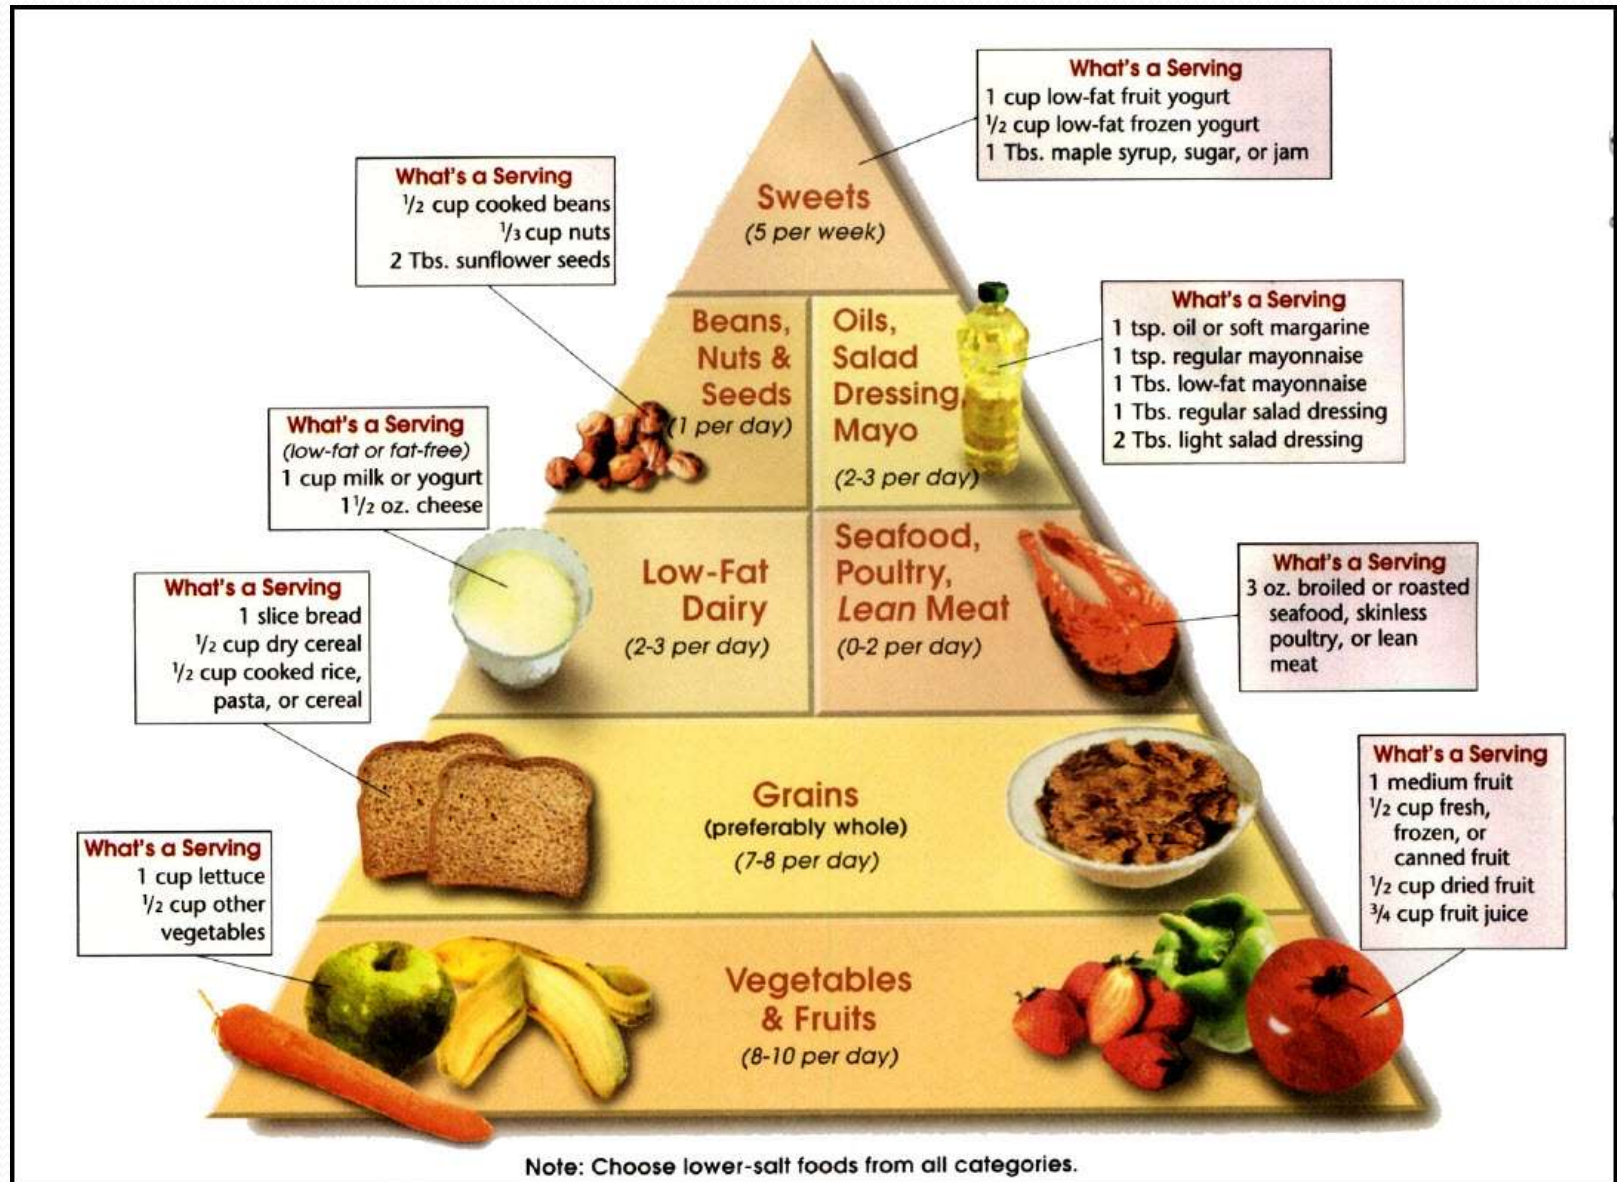 What's a Serving
1 cup low-fat fruit yogurt
1/2 cup low-fat frozen yogurt
1 Tbs. maple syrup, sugar, or jam
Sweets
(5 per week)
What's a Serving
1/2 cup cooked beans
1/3 cup nuts
2 Tbs. sunflower seeds
Beans,
Nuts &
Seeds
(1 per day)
Oils,
Salad
Dressing,
Mayo
(2-3 per day)
What's a Serving
1 tsp. oil or soft margarine
1 tsp. regular mayonnaise
1 Tbs. low-fat mayonnaise
1 Tbs. regular salad dressing
2 Tbs. light salad dressing
What's a Serving
(low-fat or fat-free)
1 cup milk or yogurt
1 1/2 oz. cheese
Low-Fat
Dairy
(2-3 per day)
Seafood,
Poultry,
Lean Meat
(0-2 per day)
What's a Serving
3 oz. broiled or roasted
seafood, skinless
poultry, or lean
meat
What's a Serving
1 slice bread
1/2 cup dry cereal
1/2 cup cooked rice,
pasta, or cereal
Grains
(preferably whole)
(7-8 per day)
What's a Serving
1 medium fruit
1/2 cup fresh,
frozen, or
canned fruit
1/2 cup dried fruit
3/4 cup fruit juice
What's a Serving
1 cup lettuce
1/2 cup other
vegetables
Vegetables
& Fruits
(8-10 per day)
Note: Choose lower-salt foods from all categories.